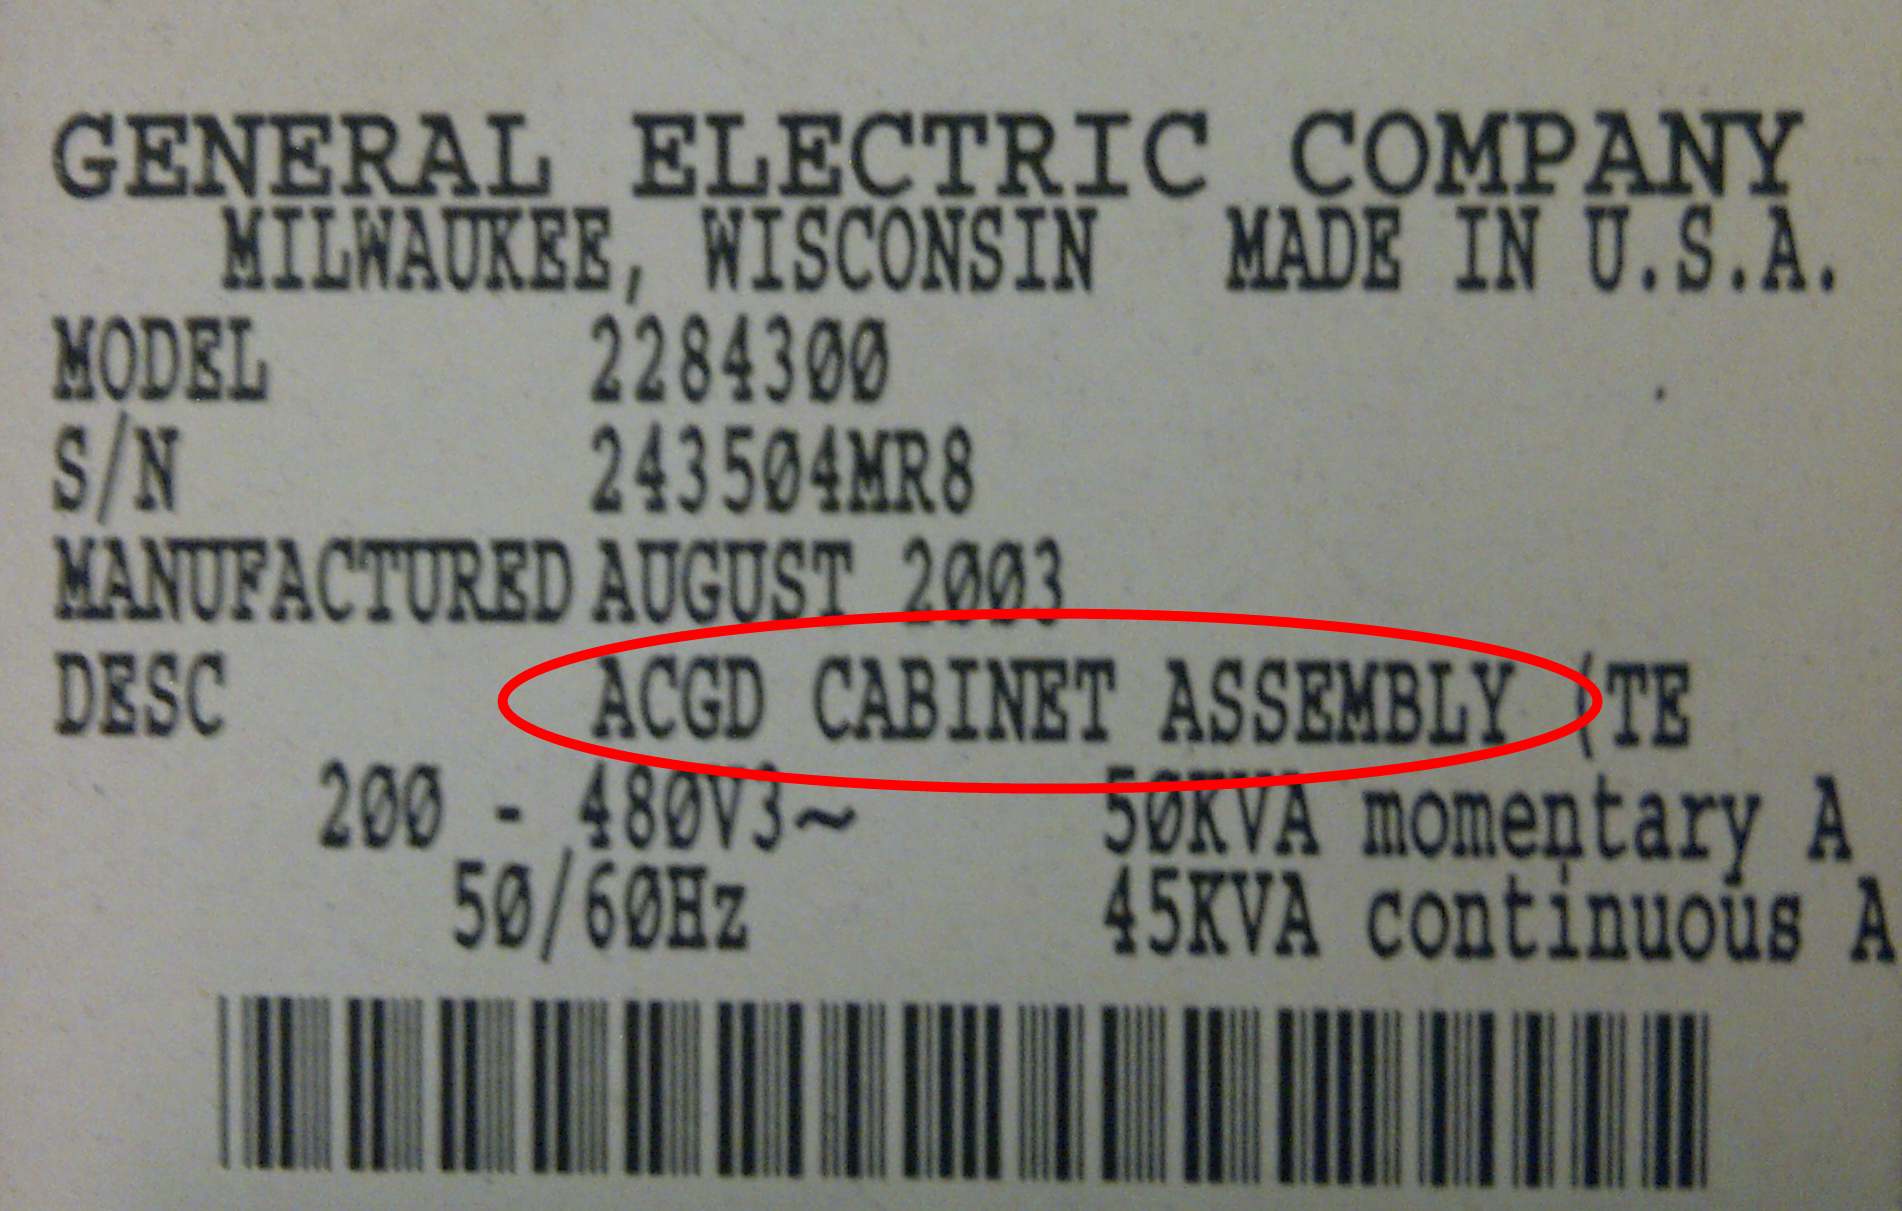 GENERAL ELECTRIC COMPANY
MILWAUKEE, WISCONSIN MADE IN U.S.A.
MODEL 2284300
S/N 243504MR8
MANUFACTURED AUGUST 2003
DESC ACGD CABINET ASSEMBLY (TE
200 - 480V3~ 50KVA momentary A
50/60Hz 45KVA continuous A